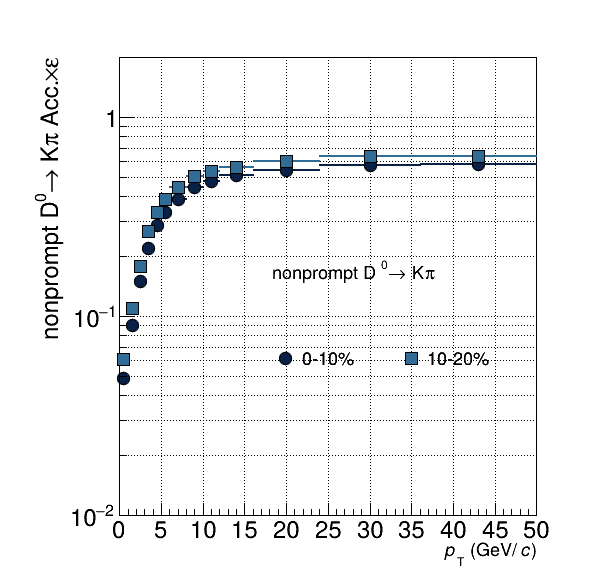 nonprompt D⁰→ Kπ Acc.×ε
1
10⁻¹
10⁻²
nonprompt D ⁰→ Kπ
0-10%
10-20%
0 5 10 15 20 25 30 35 40 45 50
p_T (GeV/c)